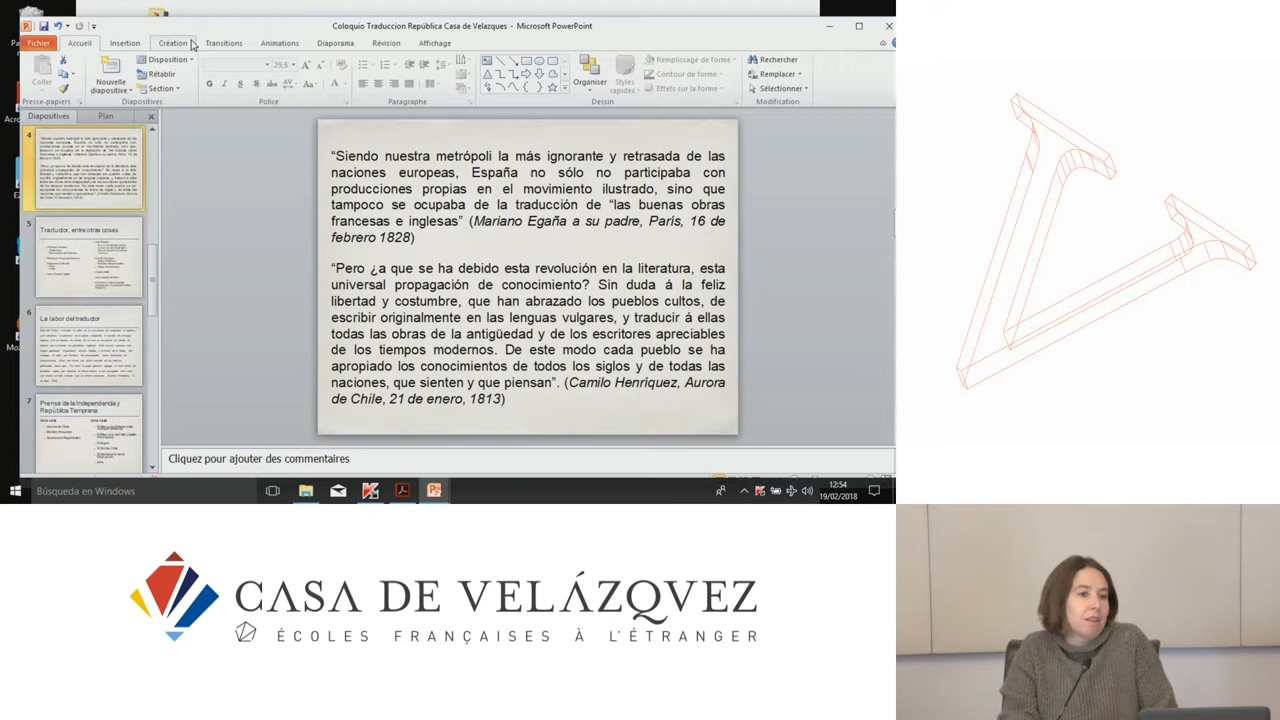 Coloquio Traduccion República Casa de Velazques - Microsoft PowerPoint
Fichier Accueil Insertion Création Transitions Animations Diaporama Révision Affichage
Coller
Presse-papiers
Nouvelle
diapositive
Disposition
Rétablir
Section
Diapositives
29,6
Police
Paragraphe
Organiser
Styles
rapides
Remplissage de forme
Contour de forme
Effets sur la forme
Dessin
Rechercher
Remplacer
Sélectionner
Modification
Diapositives Plan
4
5
Traductor, entre otras cosas
6
La labor del traductor
7
Prensa de la Independencia y
República Temprana
Siendo nuestra metrópoli la más ignorante y retrasada de las
naciones europeas, España no sólo no participaba con
producciones propias en el movimiento ilustrado, sino que
tampoco se ocupaba de la traducción de “las buenas obras
francesas e inglesas” (Mariano Egaña a su padre, Paris, 16 de
febrero 1828)
Pero ¿a que se ha debido esta revolución en la literatura, esta
universal propagación de conocimiento? Sin duda á la feliz
libertad y costumbre, que han abrazado los pueblos cultos, de
escribir originalmente en las lenguas vulgares, y traducir á ellas
todas las obras de la antigüedad, y de los escritores apreciables
de los tiempos modernos. De este modo cada pueblo se ha
apropiado los conocimientos de todos los siglos y de todas las
naciones, que sienten y que piensan”. (Camilo Henríquez, Aurora
de Chile, 21 de enero, 1813)
Cliquez pour ajouter des commentaires
Búsqueda en Windows
12:54
19/02/2018
CASA DE VELÁZQVEZ
ÉCOLES FRANÇAISES À L'ÉTRANGER